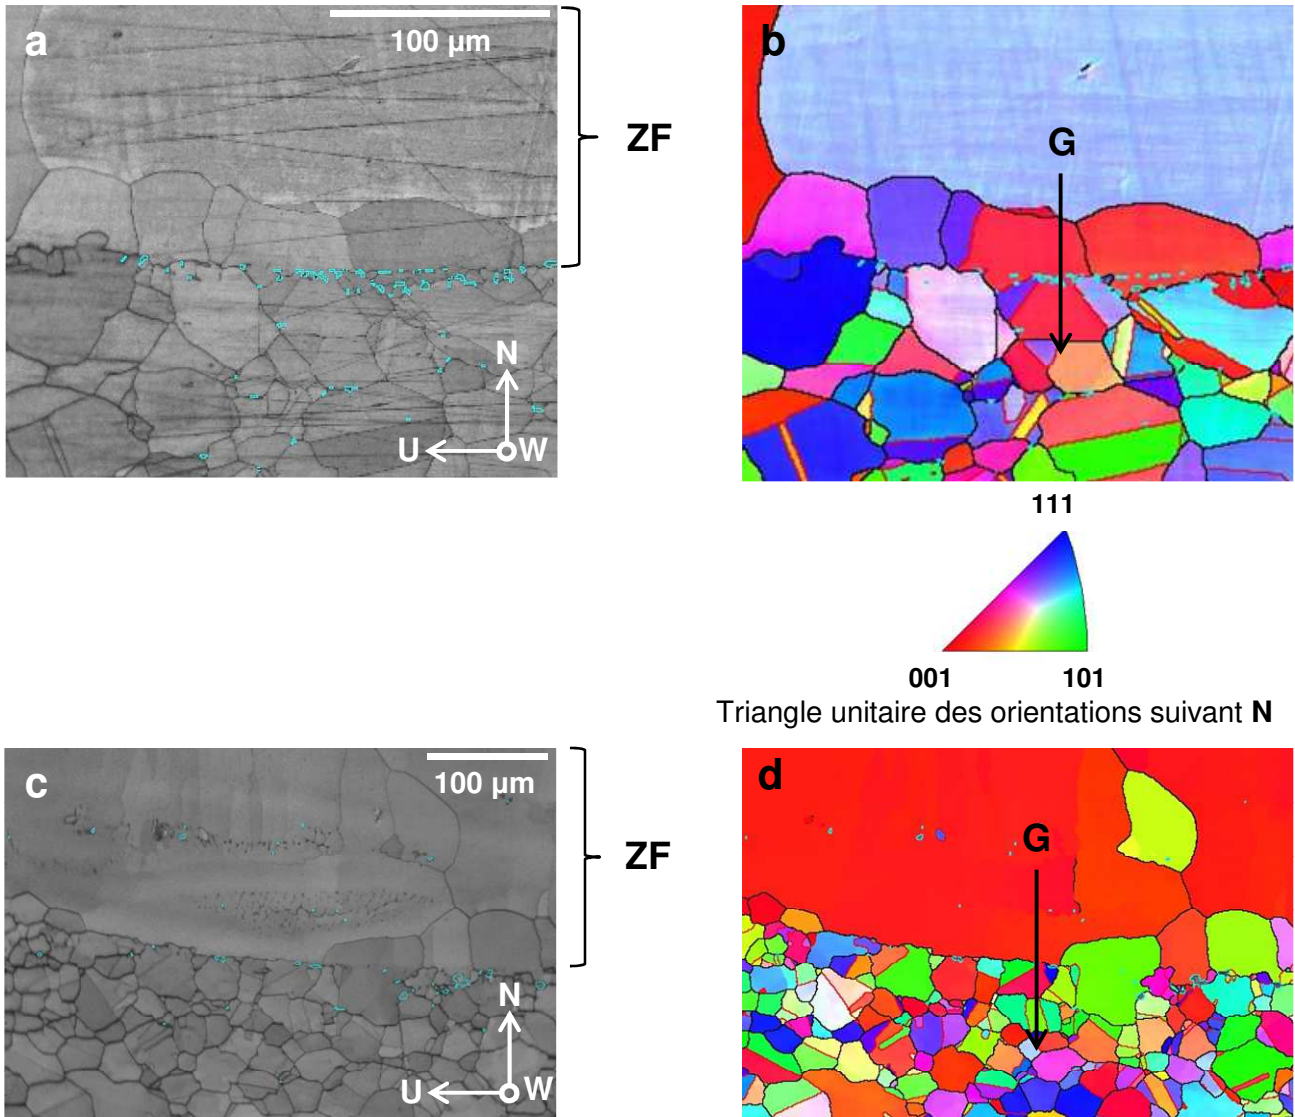 a
100 µm
ZF
b
G
N
U
W
111
001
101
Triangle unitaire des orientations suivant N
c
100 µm
ZF
d
G
N
U
W